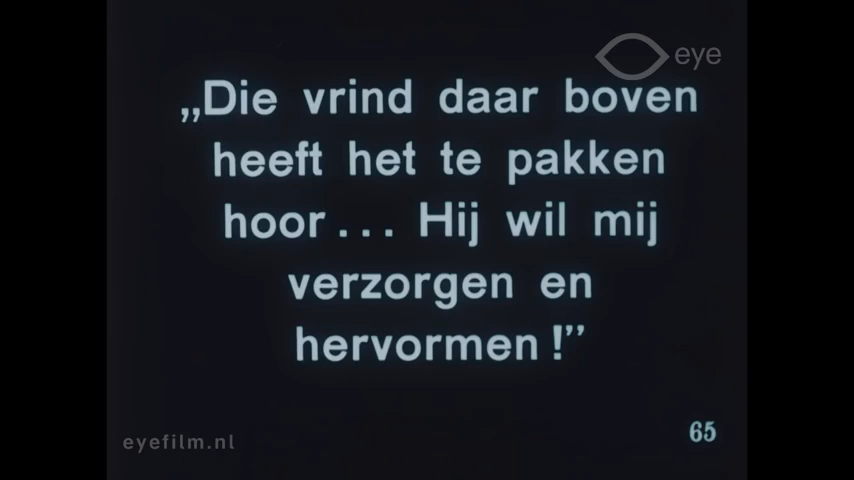 eye
„Die vrind daar boven
heeft het te pakken
hoor... Hij wil mij
verzorgen en
hervormen!”
65
eyefilm.nl